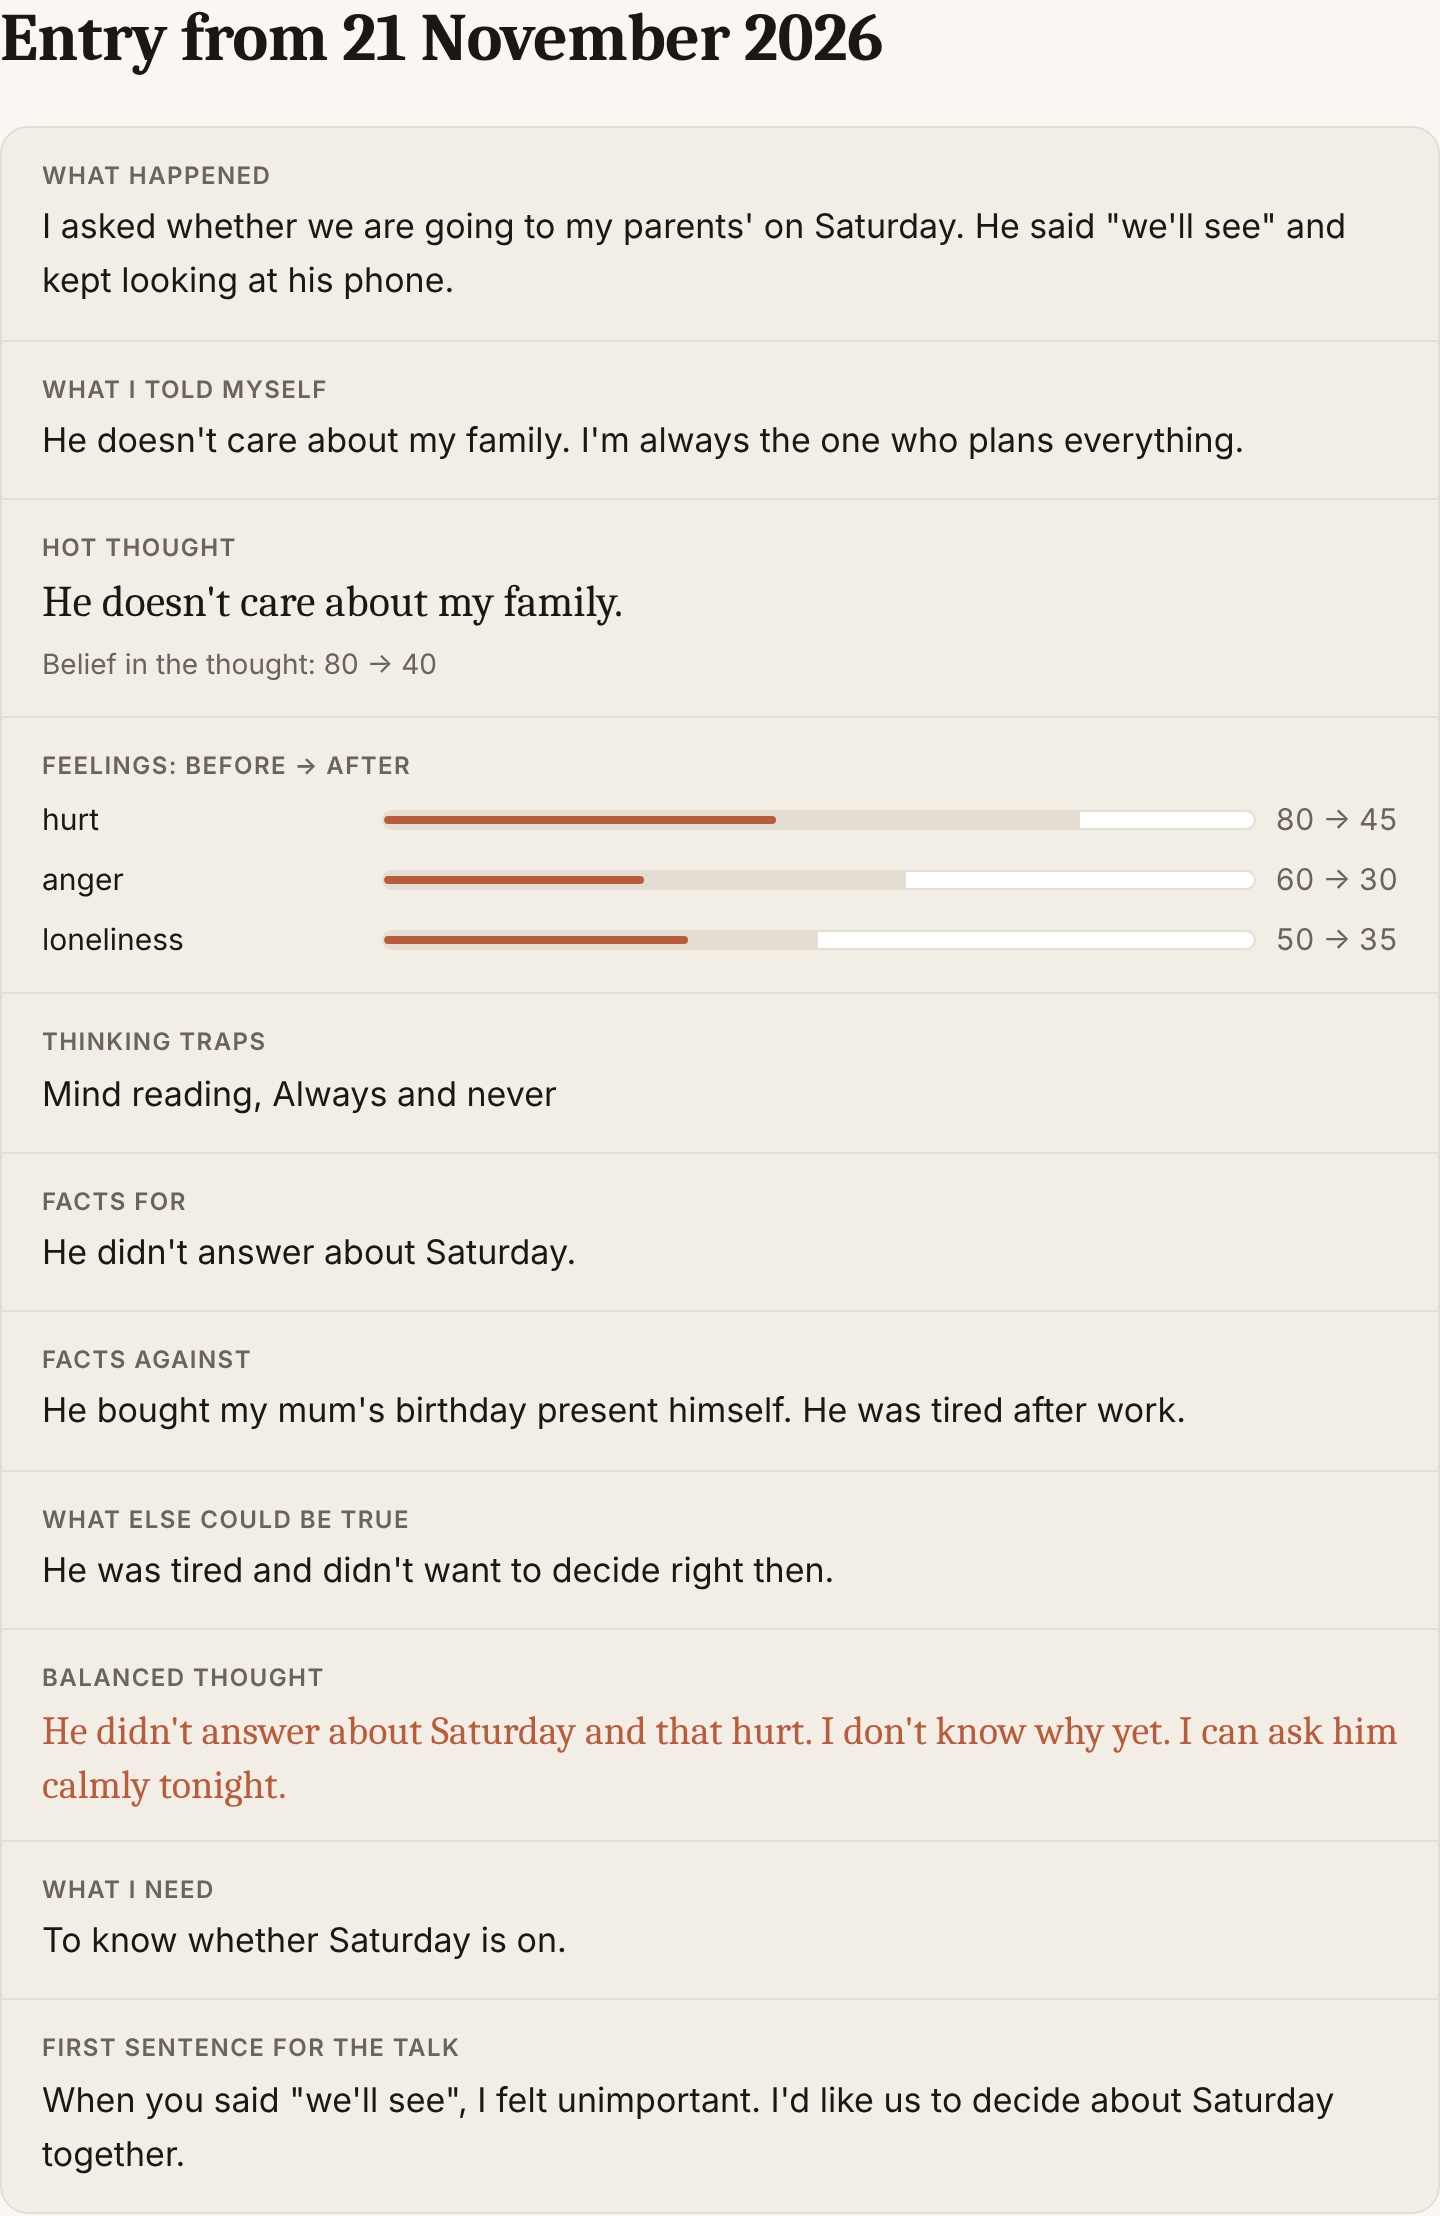 Entry from 21 November 2026
WHAT HAPPENED
I asked whether we are going to my parents' on Saturday. He said "we'll see" and
kept looking at his phone.
WHAT I TOLD MYSELF
He doesn't care about my family. I'm always the one who plans everything.
HOT THOUGHT
He doesn't care about my family.
Belief in the thought: 80 → 40
FEELINGS: BEFORE → AFTER
hurt 80 → 45
anger 60 → 30
loneliness 50 → 35
THINKING TRAPS
Mind reading, Always and never
FACTS FOR
He didn't answer about Saturday.
FACTS AGAINST
He bought my mum's birthday present himself. He was tired after work.
WHAT ELSE COULD BE TRUE
He was tired and didn't want to decide right then.
BALANCED THOUGHT
He didn't answer about Saturday and that hurt. I don't know why yet. I can ask him
calmly tonight.
WHAT I NEED
To know whether Saturday is on.
FIRST SENTENCE FOR THE TALK
When you said "we'll see", I felt unimportant. I'd like us to decide about Saturday
together.